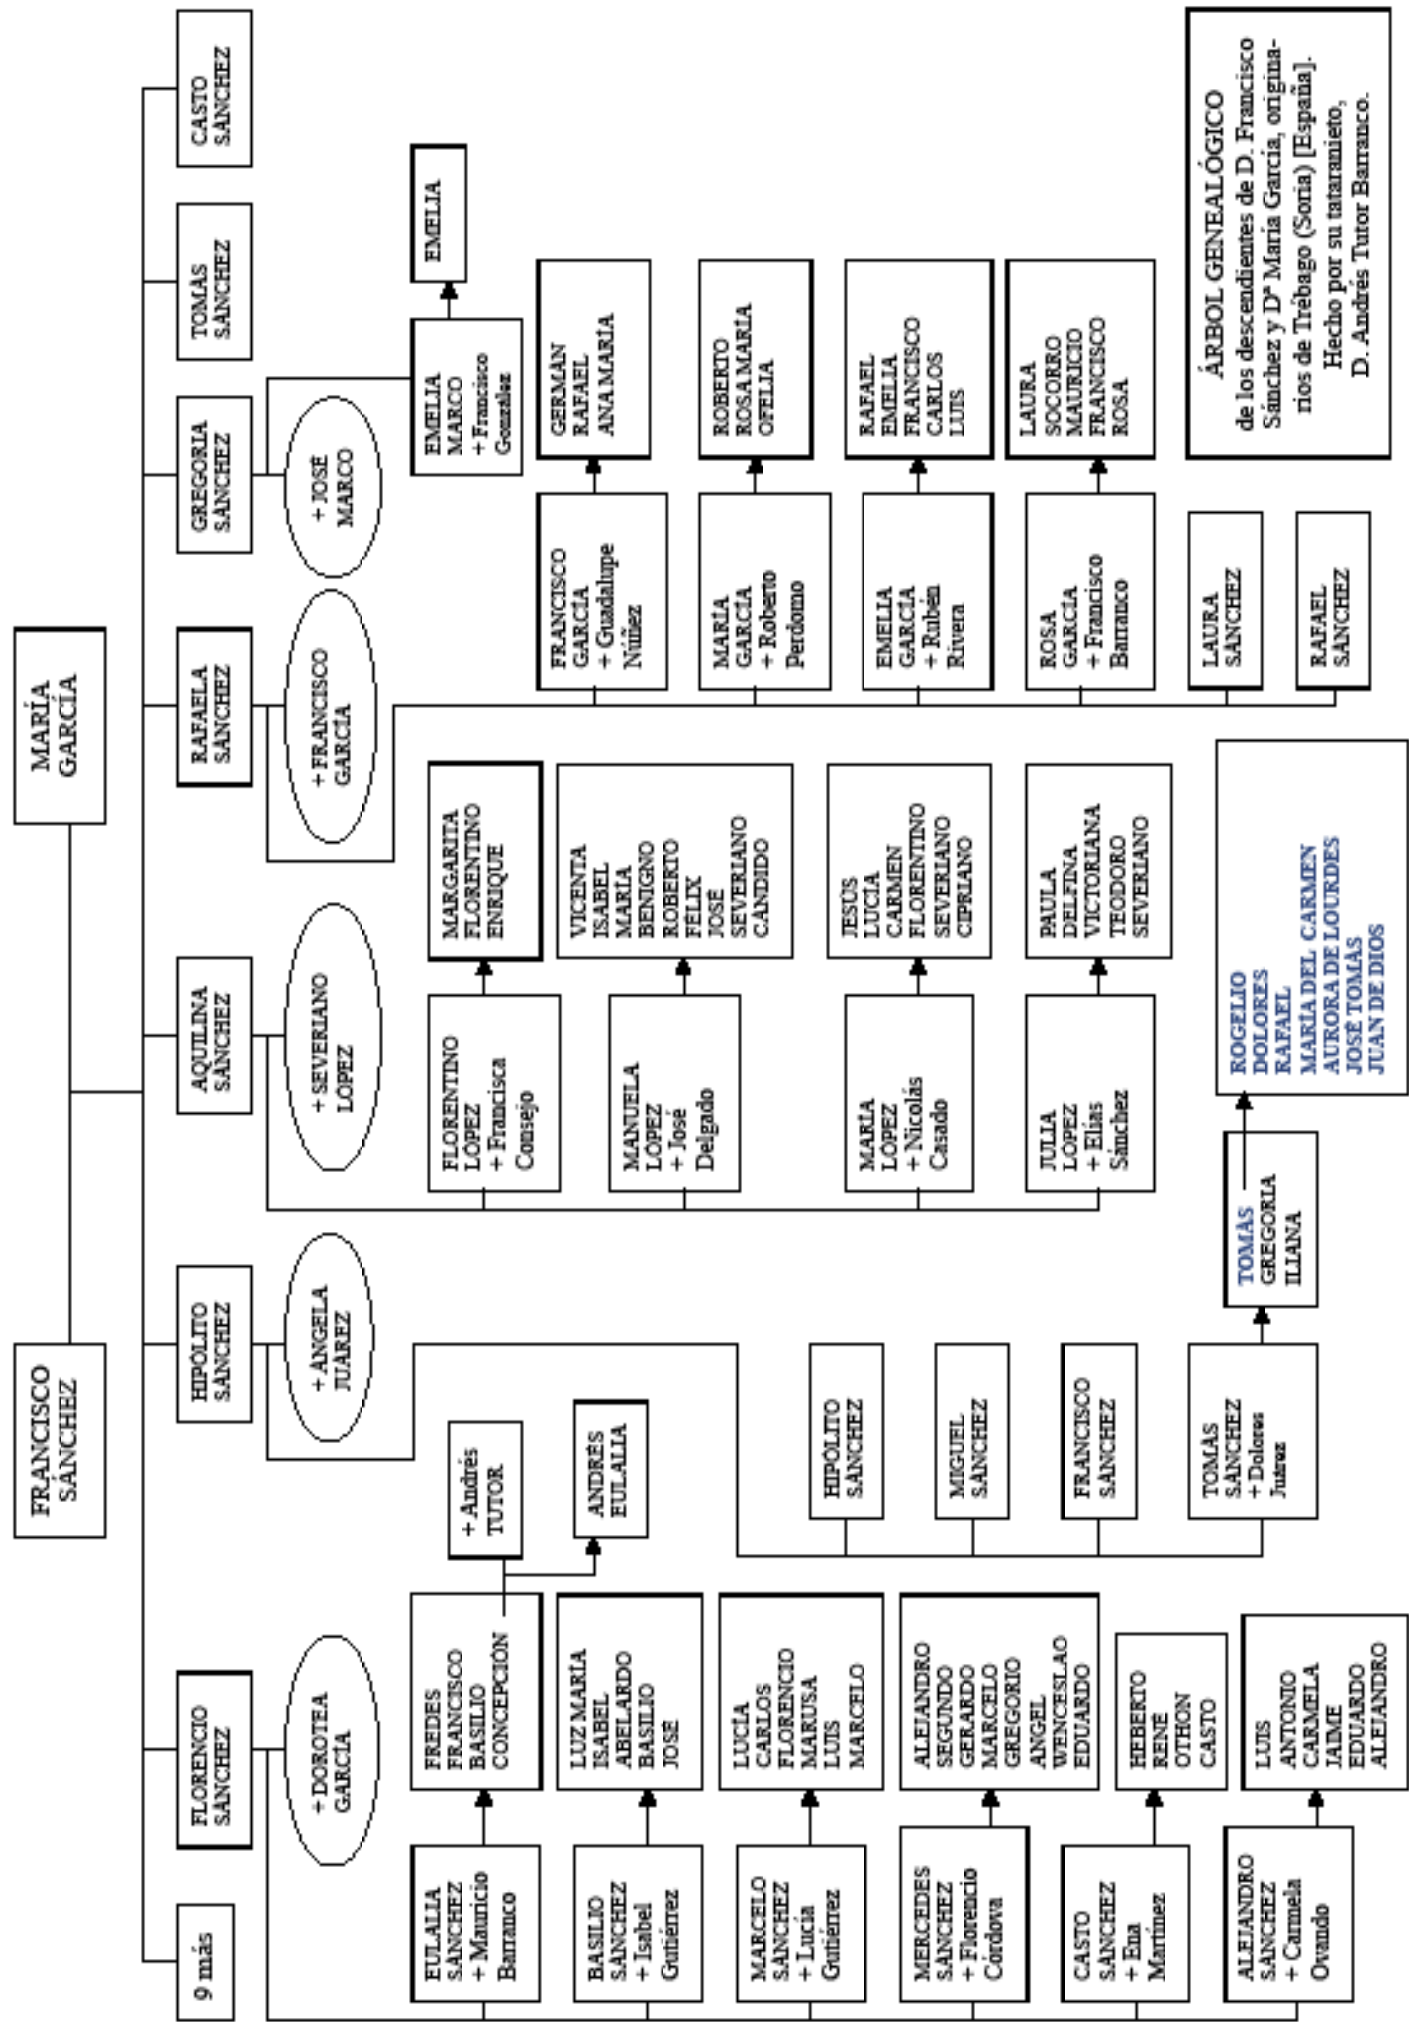 FRANCISCO
SÁNCHEZ
MARÍA
GARCÍA
9 más
FLORENCIO
SÁNCHEZ
HIPÓLITO
SÁNCHEZ
AQUILINA
SÁNCHEZ
RAFAELA
SÁNCHEZ
GREGORIA
SÁNCHEZ
TOMÁS
SÁNCHEZ
CASTO
SÁNCHEZ
+ DOROTEA
GARCÍA
+ ANGELA
JUÁREZ
+ SEVERIANO
LÓPEZ
+ FRANCISCO
GARCÍA
+ JOSÉ
MARCO
EULALIA
SÁNCHEZ
+ Mauricio
Barranco
FREDES
FRANCISCO
BASILIO
CONCEPCIÓN
+ Andrés
TUTOR
ANDRÉS
EULALIA
BASILIO
SÁNCHEZ
+ Isabel
Gutiérrez
LUZ MARÍA
ISABEL
ABELARDO
BASILIO
JOSÉ
MARCELO
SÁNCHEZ
+ Lucía
Gutiérrez
LUCÍA
CARLOS
FLORENCIO
MARUSA
LUIS
MARCELO
MERCEDES
SÁNCHEZ
+ Florencio
Córdova
ALEJANDRO
SEGUNDO
GERARDO
MARCELO
GREGORIO
ANGEL
WENCESLAO
EDUARDO
CASTO
SÁNCHEZ
+ Ena
Martínez
HEBERTO
RENÉ
OTHON
CASTO
ALEJANDRO
SÁNCHEZ
+ Carmela
Ovando
LUIS
ANTONIO
CARMELA
JAIME
EDUARDO
ALEJANDRO
HIPÓLITO
SÁNCHEZ
MIGUEL
SÁNCHEZ
FRANCISCO
SÁNCHEZ
TOMÁS
SÁNCHEZ
+ Dolores
Juárez
TOMÁS
GREGORIA
ILIANA
ROGELIO
DOLORES
RAFAEL
MARÍA DEL CARMEN
AURORA DE LOURDES
JOSÉ TOMÁS
JUAN DE DIOS
FLORENTINO
LÓPEZ
+ Francisca
Consejo
MARGARITA
FLORENTINO
ENRIQUE
MANUELA
LÓPEZ
+ José
Delgado
VICENTA
ISABEL
MARÍA
BENIGNO
ROBERTO
FÉLIX
JOSÉ
SEVERIANO
CANDIDO
MARÍA
LÓPEZ
+ Nicolás
Casado
JESÚS
LUCÍA
CARMEN
FLORENTINO
SEVERIANO
CIPRIANO
JULIA
LÓPEZ
+ Elías
Sánchez
PAULA
DELFINA
VICTORIANA
TEODORO
SEVERIANO
FRANCISCO
GARCÍA
+ Guadalupe
Núñez
GERMAN
RAFAEL
ANA MARÍA
MARÍA
GARCÍA
+ Roberto
Perdomo
ROBERTO
ROSA MARÍA
OFELIA
EMELIA
GARCÍA
+ Rubén
Rivera
RAFAEL
EMELIA
FRANCISCO
CARLOS
LUIS
ROSA
GARCÍA
+ Francisco
Barranco
LAURA
SOCORRO
MAURICIO
FRANCISCO
ROSA
LAURA
SÁNCHEZ
RAFAEL
SÁNCHEZ
EMELIA
MARCO
+ Francisco
González
EMELIA
ÁRBOL GENEALÓGICO
de los descendientes de D. Francisco
Sánchez y Dª María García, origina-
rios de Trébago (Soria) [España].
Hecho por su tataranieto,
D. Andrés Tutor Barranco.